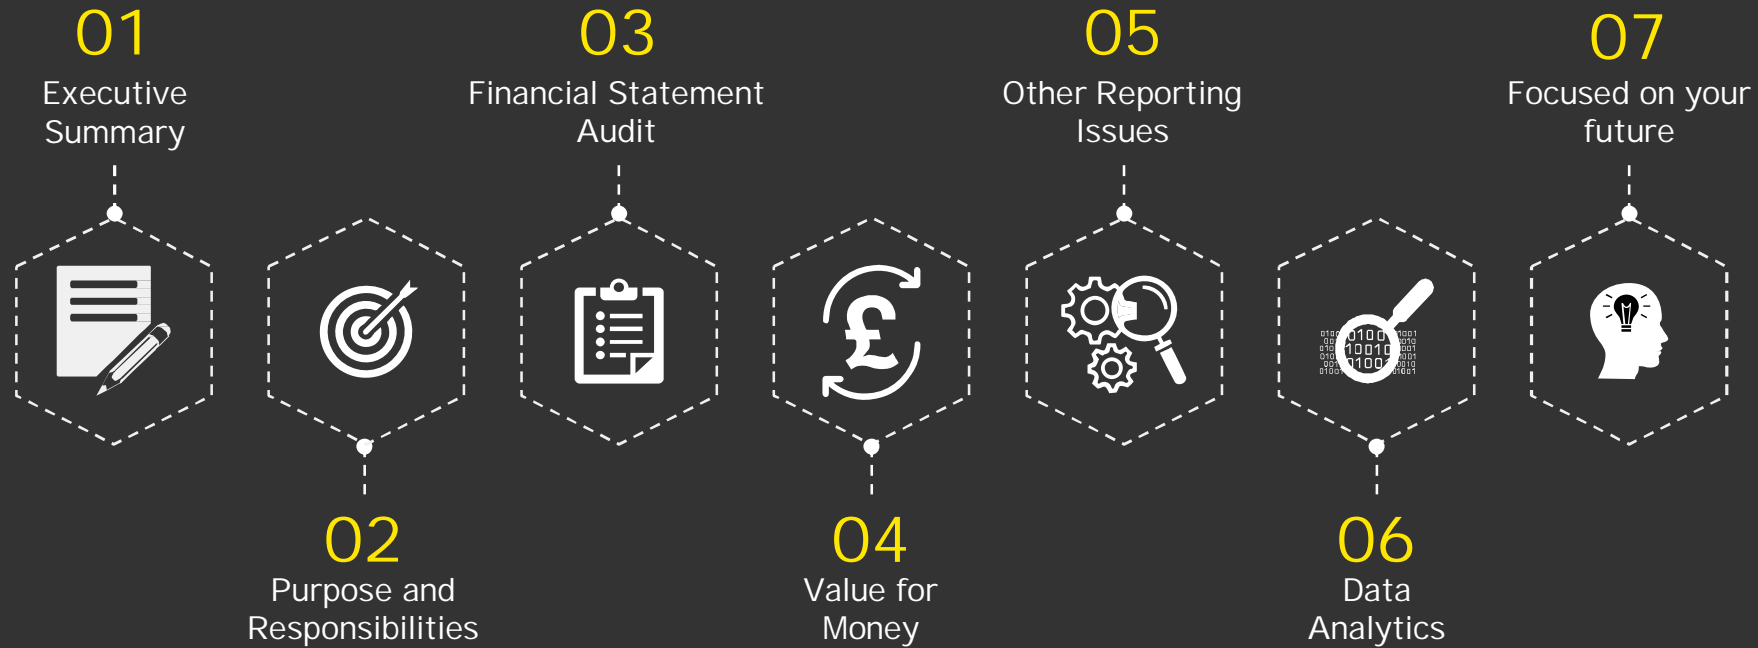 01
Executive
Summary
02
Purpose and
Responsibilities
03
Financial Statement
Audit
04
Value for
Money
05
Other Reporting
Issues
06
Data
Analytics
07
Focused on your
future
£